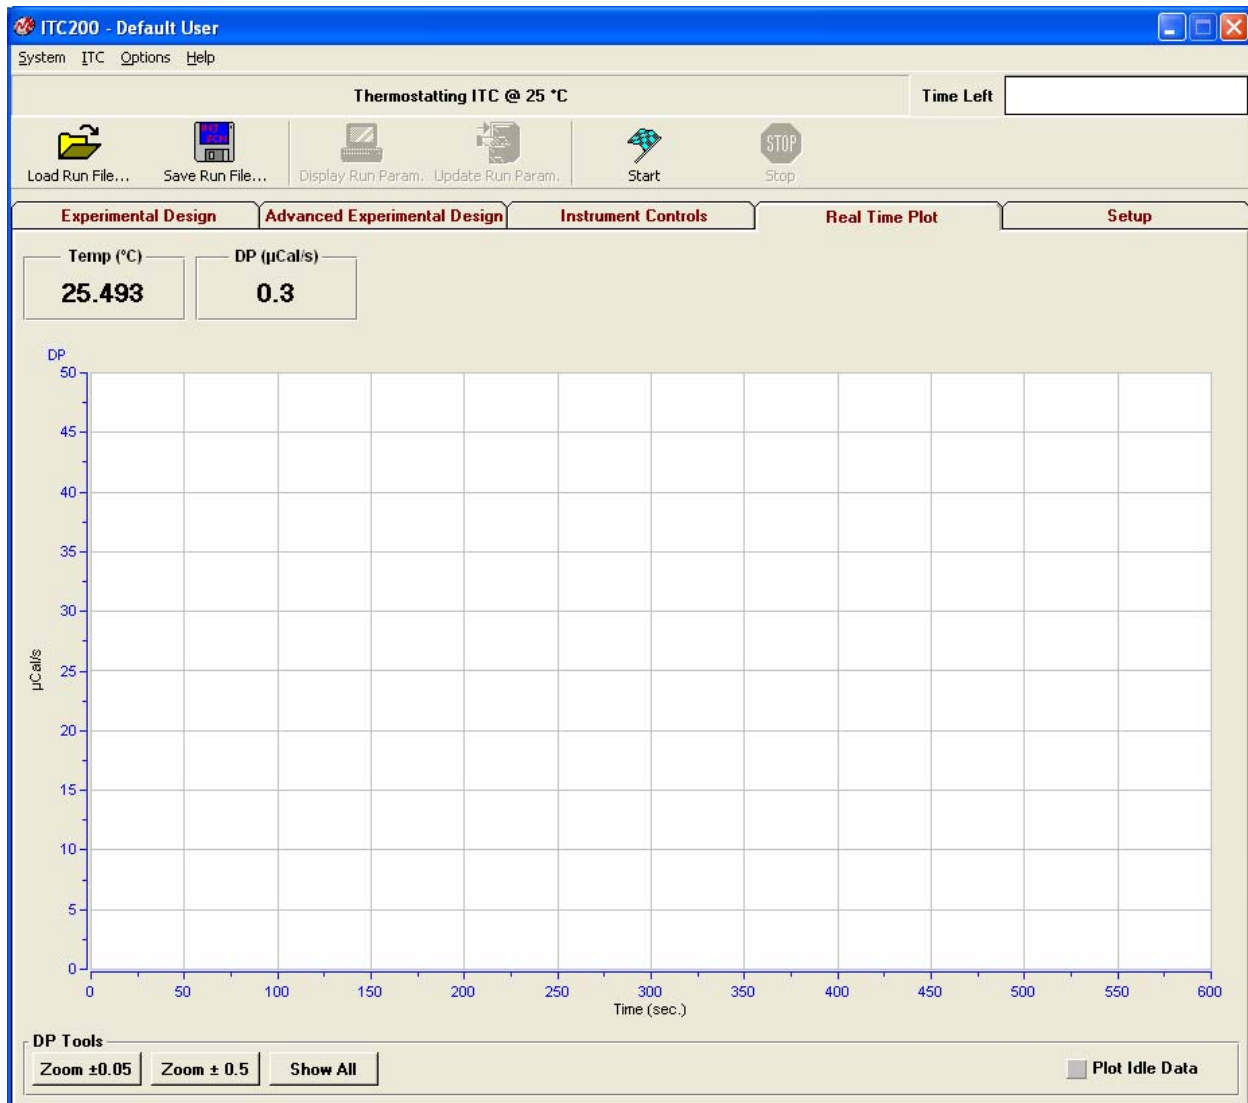 ITC200 - Default User
System ITC Options Help
Thermostatting ITC @ 25 °C Time Left
Load Run File... Save Run File... Display Run Param. Update Run Param. Start STOP Stop
Experimental Design Advanced Experimental Design Instrument Controls Real Time Plot Setup
Temp (°C) DP (µCal/s)
25.493 0.3
DP
50
45
40
35
30
25
20
15
10
5
0
µCal/s
0 50 100 150 200 250 300 350 400 450 500 550 600
Time (sec.)
DP Tools
Zoom ±0.05 Zoom ± 0.5 Show All Plot Idle Data